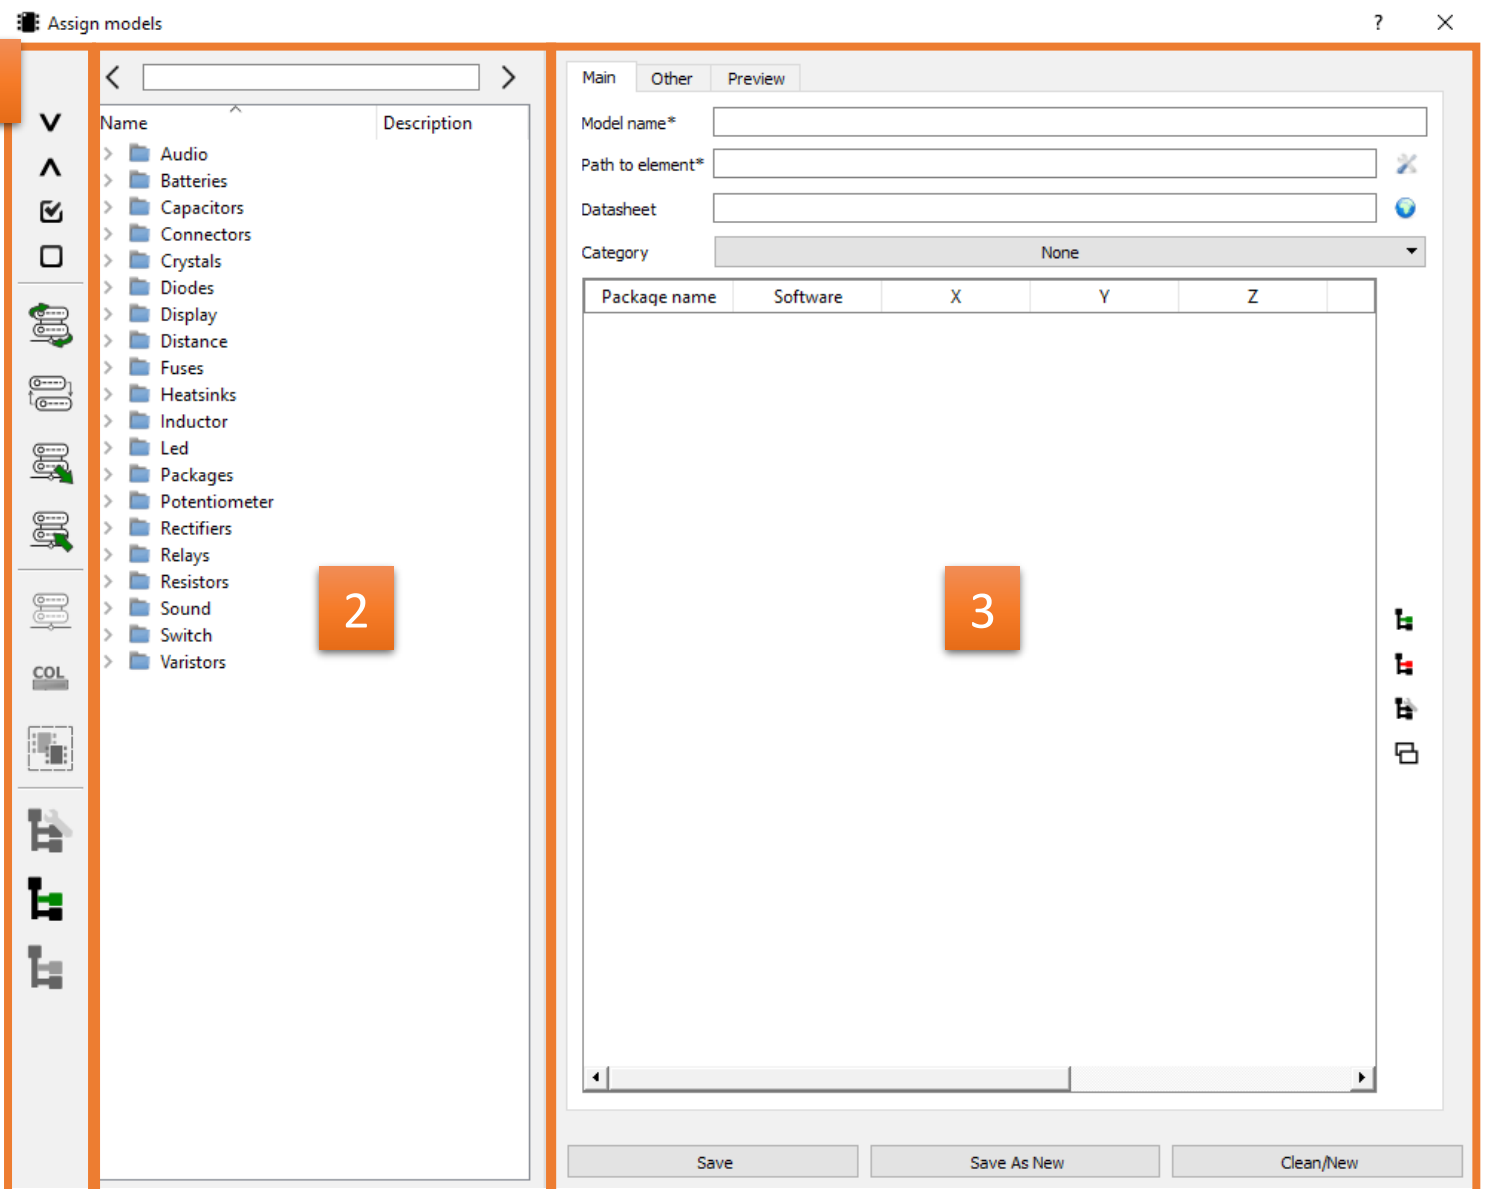 Assign models
?
Name
Description
Audio
Batteries
Capacitors
Connectors
Crystals
Diodes
Display
Distance
Fuses
Heatsinks
Inductor
Led
Packages
Potentiometer
Rectifiers
Relays
Resistors
Sound
Switch
Varistors
COL
2
Main Other Preview
Model name*
Path to element*
Datasheet
Category None
Package name Software X Y Z
3
Save Save As New Clean/New